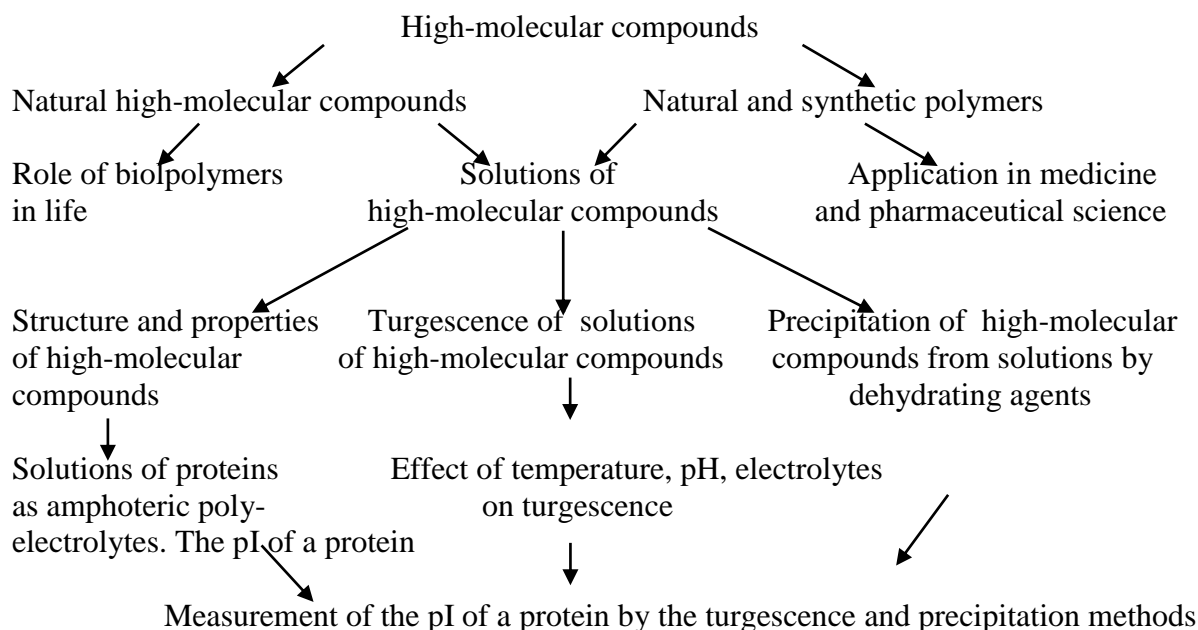 High-molecular compounds
Natural high-molecular compounds
Natural and synthetic polymers
Role of biolpolymers
in life
Solutions of
high-molecular compounds
Application in medicine
and pharmaceutical science
Structure and properties
of high-molecular
compounds
Turgescence of solutions
of high-molecular compounds
Precipitation of high-molecular
compounds from solutions by
dehydrating agents
Solutions of proteins
as amphoteric poly-
electrolytes. The pI of a protein
Effect of temperature, pH, electrolytes
on turgescence
Measurement of the pI of a protein by the turgescence and precipitation methods